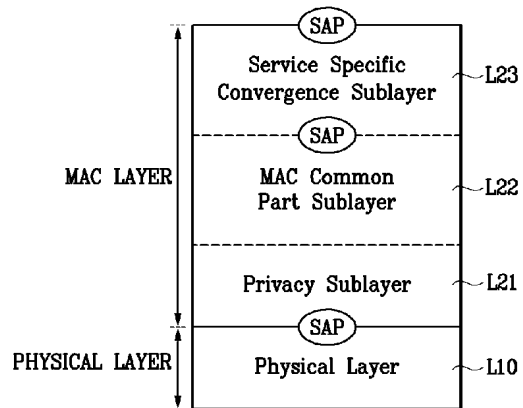 SAP
Service Specific
Convergence Sublayer
L23
SAP
MAC LAYER
MAC Common
Part Sublayer
L22
Privacy Sublayer
L21
SAP
PHYSICAL LAYER
Physical Layer
L10